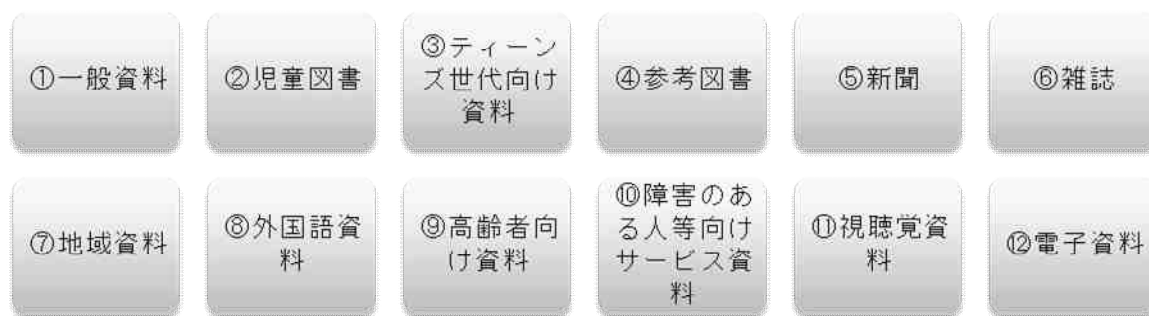 ①一般資料
②児童図書
③ティーン
ズ世代向け
資料
④参考図書
⑤新聞
⑥雑誌
⑦地域資料
⑧外国語資
料
⑨高齢者向
け資料
⑩障害のあ
る人等向け
サービス資
料
⑪視聴覚資
料
⑫電子資料